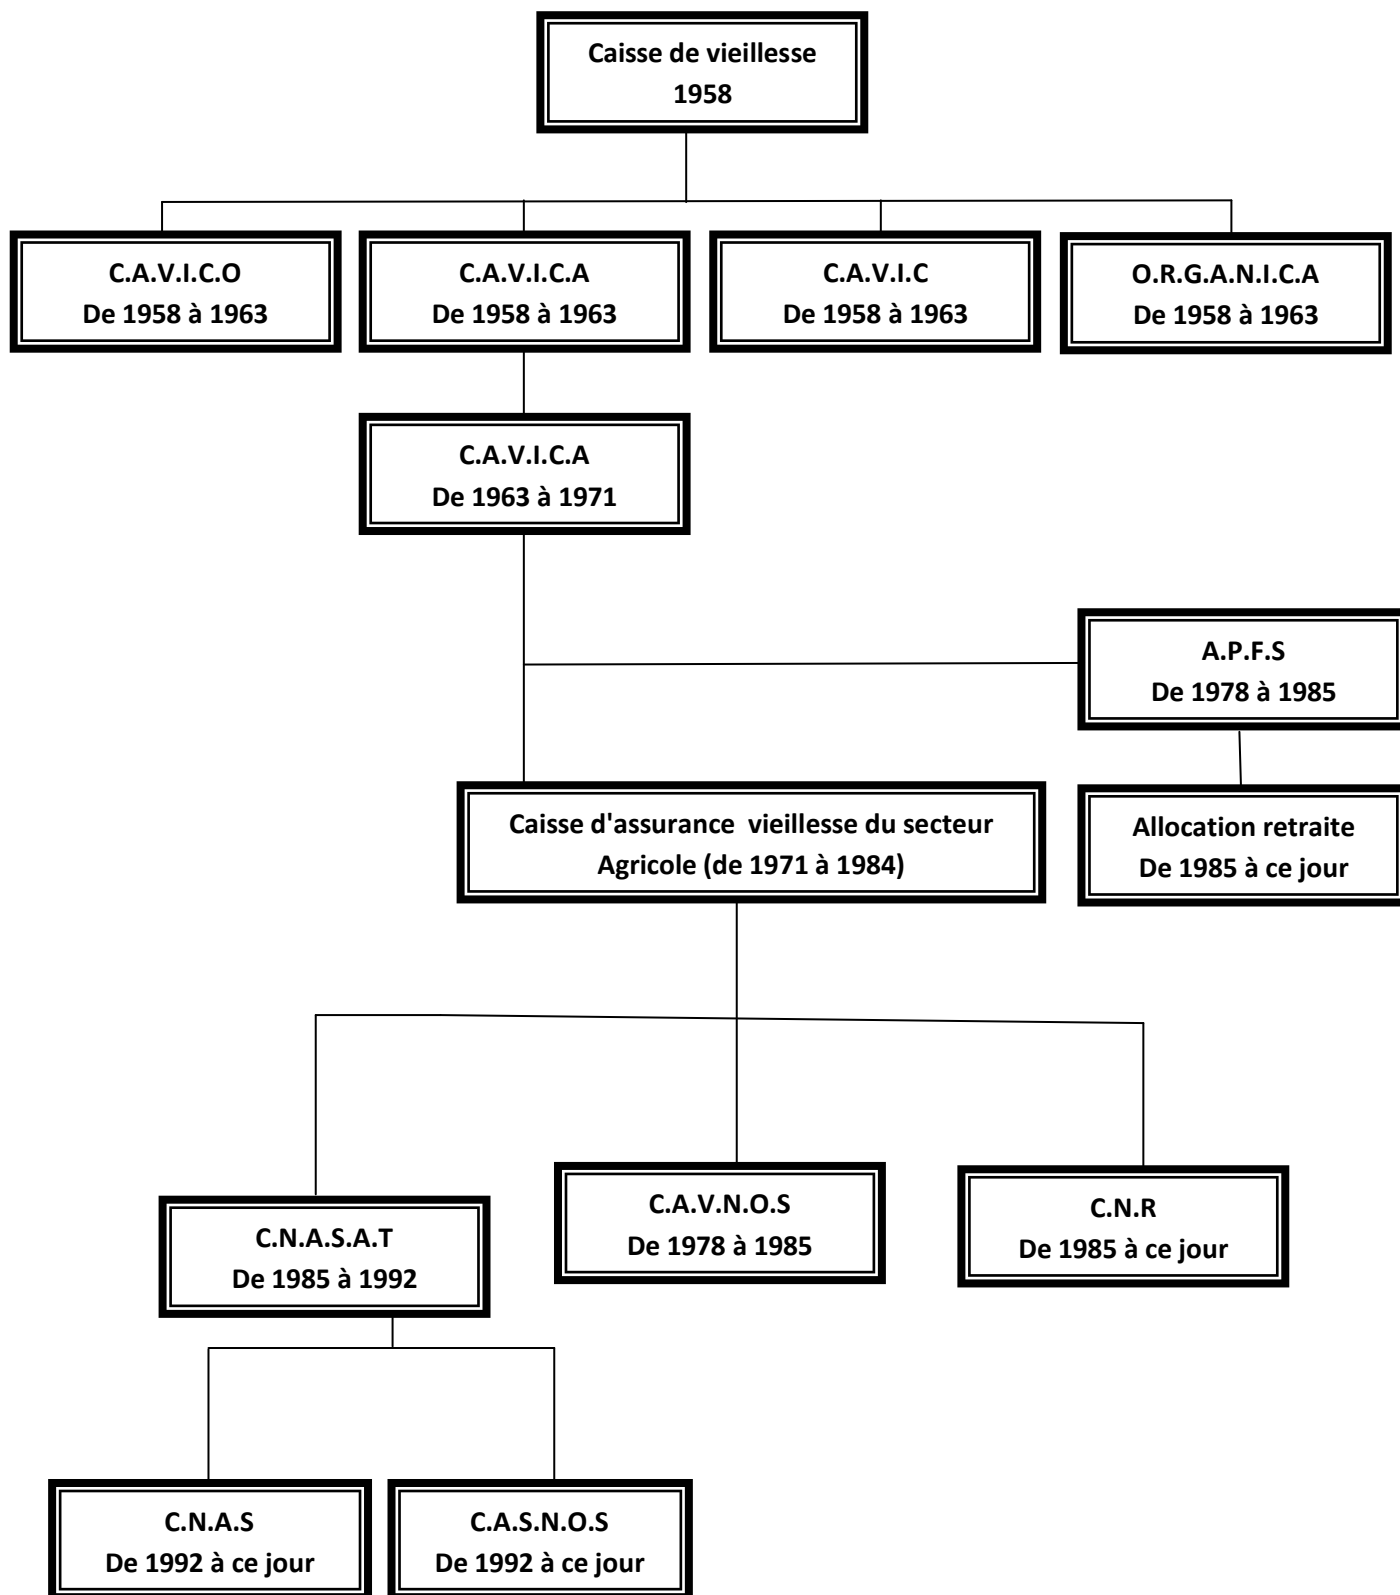 Caisse de vieillesse
1958
C.A.V.I.C.O
De 1958 à 1963
C.A.V.I.C.A
De 1958 à 1963
C.A.V.I.C
De 1958 à 1963
O.R.G.A.N.I.C.A
De 1958 à 1963
C.A.V.I.C.A
De 1963 à 1971
A.P.F.S
De 1978 à 1985
Caisse d'assurance  vieillesse du secteur
Agricole (de 1971 à 1984)
Allocation retraite
De 1985 à ce jour
C.N.A.S.A.T
De 1985 à 1992
C.A.V.N.O.S
De 1978 à 1985
C.N.R
De 1985 à ce jour
C.N.A.S
De 1992 à ce jour
C.A.S.N.O.S
De 1992 à ce jour